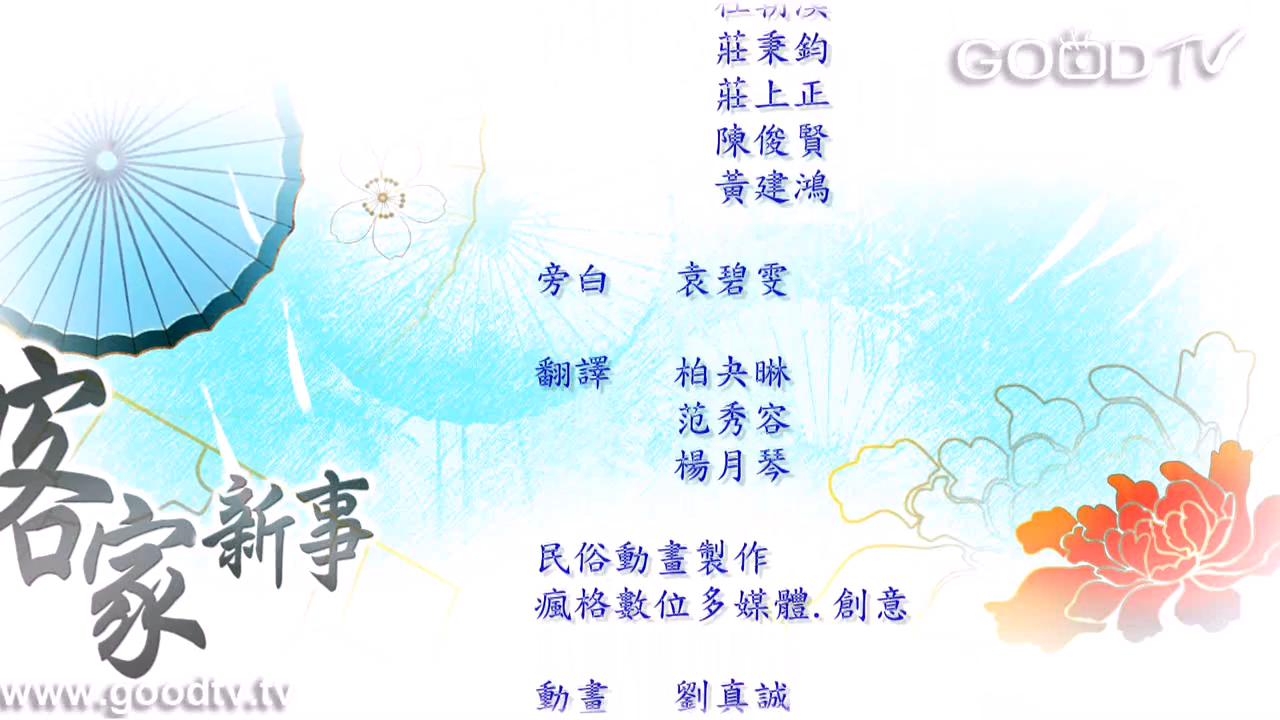 GOOD TV
莊秉鈞
莊上正
陳俊賢
黃建鴻
旁白 袁碧雯
翻譯 柏夬晽
范秀容
楊月琴
客家新事
民俗動畫製作
瘋格數位多媒體.創意
www.goodtv.tv
動畫 劉真誠